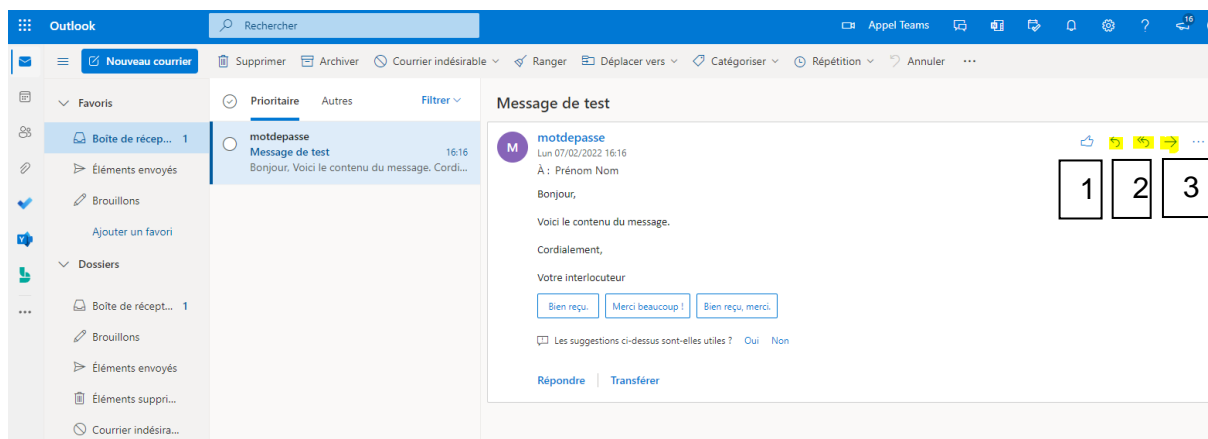 Outlook
Rechercher
Appel Teams
16
Nouveau courrier
Supprimer
Archiver
Courrier indésirable
Ranger
Déplacer vers
Catégoriser
Répétition
Annuler
Favoris
Boîte de récep... 1
Éléments envoyés
Brouillons
Ajouter un favori
Dossiers
Boîte de récept... 1
Brouillons
Éléments envoyés
Éléments suppri...
Courrier indésira...
Prioritaire
Autres
Filtrer
motdepasse
Message de test 16:16
Bonjour, Voici le contenu du message. Cordi...
Message de test
M
motdepasse
Lun 07/02/2022 16:16
À : Prénom Nom
1 2 3
Bonjour,
Voici le contenu du message.
Cordialement,
Votre interlocuteur
Bien reçu.
Merci beaucoup !
Bien reçu, merci.
Les suggestions ci-dessus sont-elles utiles ? Oui Non
Répondre
Transférer